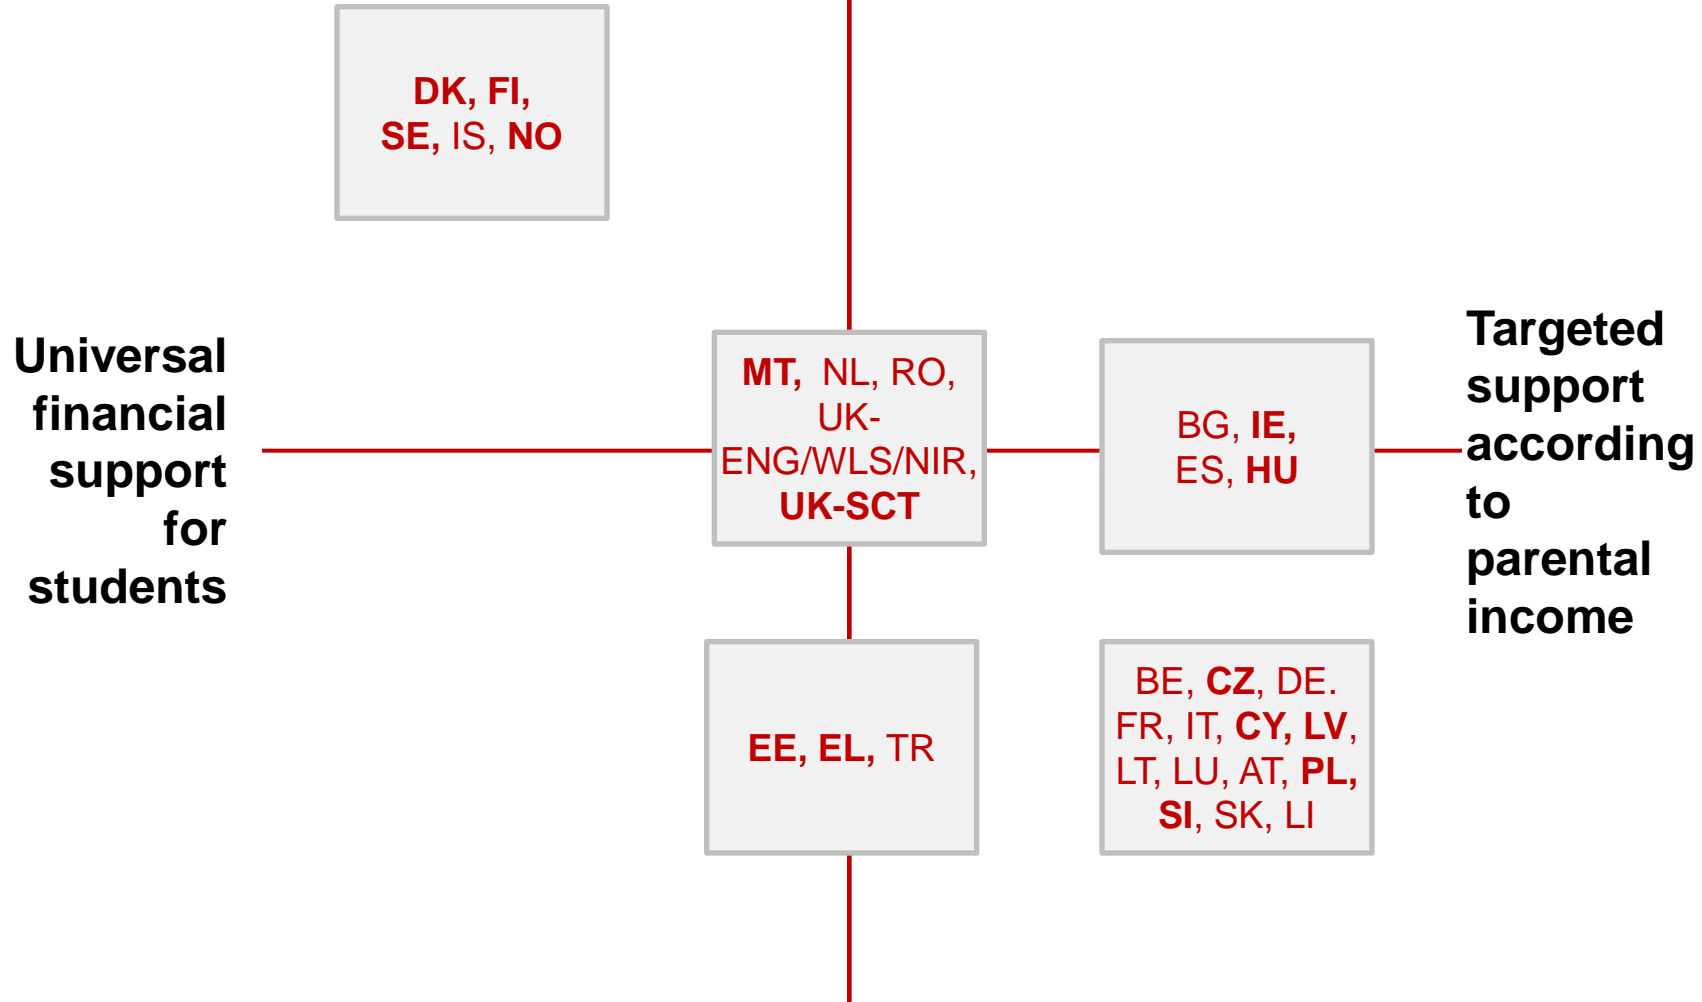 DK, FI,
SE, IS, NO
Universal
financial
support
for
students
MT, NL, RO,
UK-
ENG/WLS/NIR,
UK-SCT
BG, IE,
ES, HU
Targeted
support
according
to
parental
income
EE, EL, TR
BE, CZ, DE.
FR, IT, CY, LV,
LT, LU, AT, PL,
SI, SK, LI